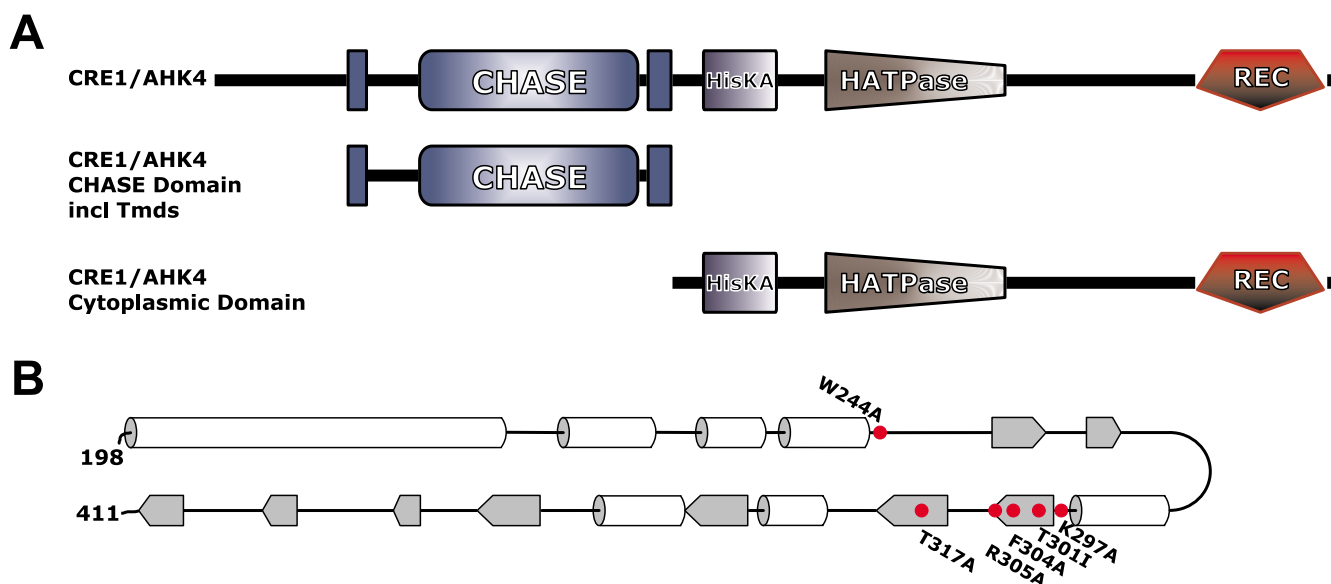 A
CRE1/AHK4
CHASE
HisKA
HATPase
REC
CRE1/AHK4
CHASE Domain
incl Tmds
CHASE
CRE1/AHK4
Cytoplasmic Domain
HisKA
HATPase
REC
B
W244A
198
411
T317A
R305A
F304A
T301I
K297A